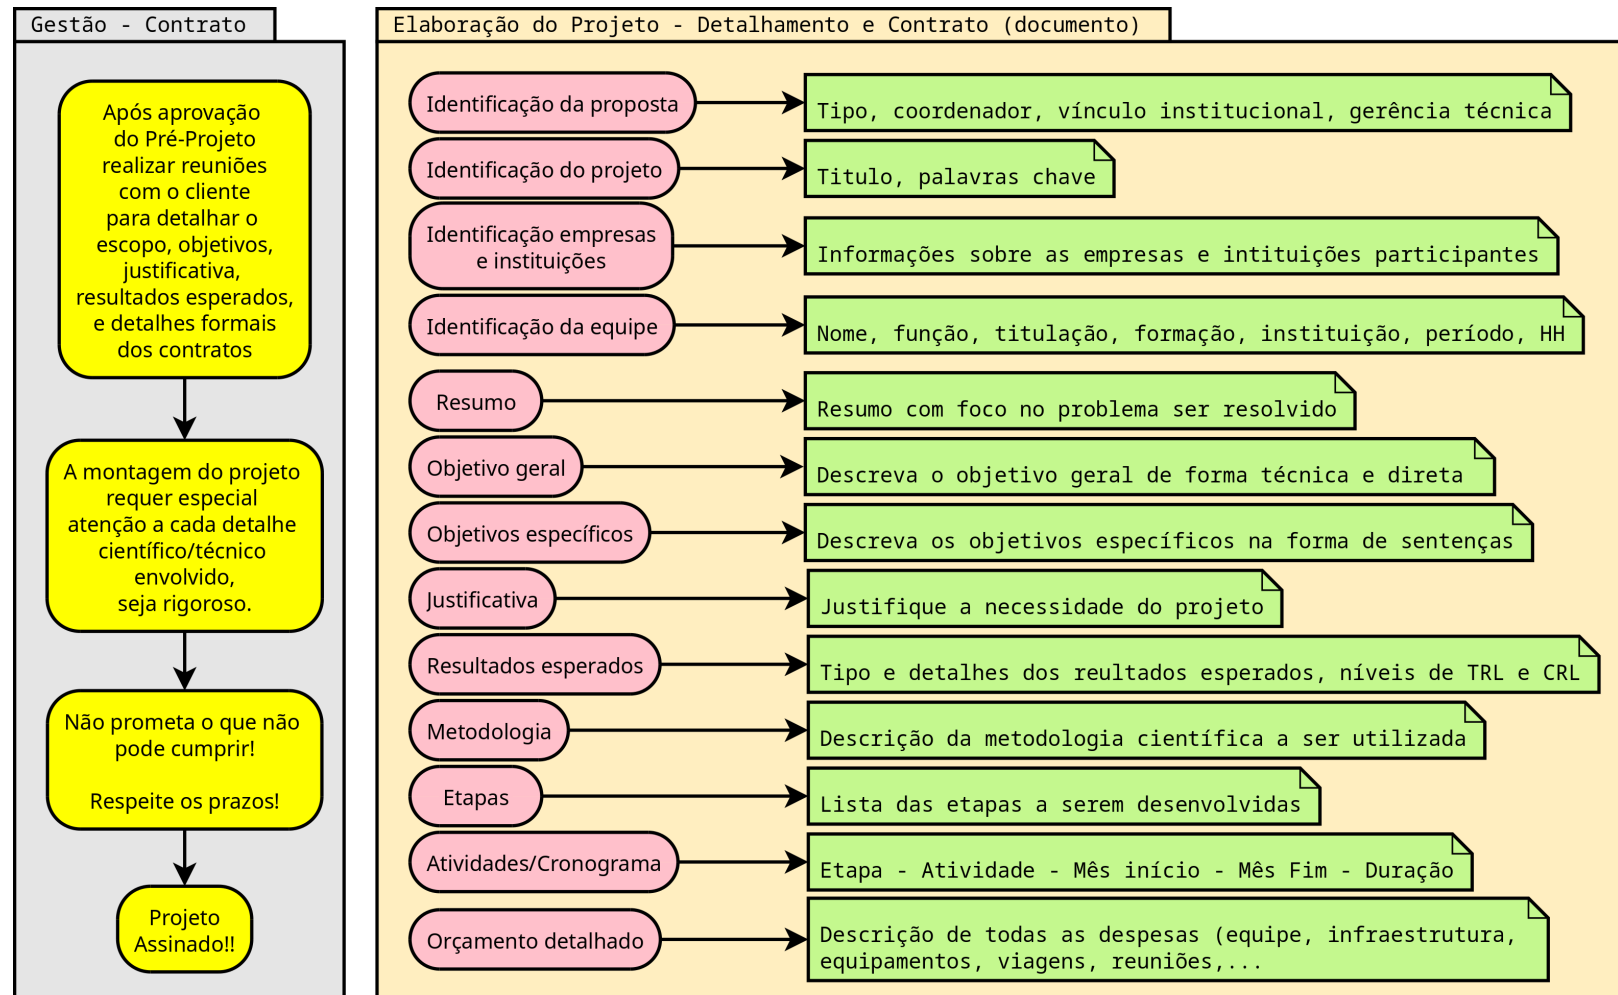 Gestão - Contrato
Após aprovação
do Pré-Projeto
realizar reuniões
com o cliente
para detalhar o
escopo, objetivos,
justificativa,
resultados esperados,
e detalhes formais
dos contratos
A montagem do projeto
requer especial
atenção a cada detalhe
científico/técnico
envolvido,
seja rigoroso.
Não prometa o que não
pode cumprir!
Respeite os prazos!
Projeto
Assinado!!
Elaboração do Projeto - Detalhamento e Contrato (documento)
Identificação da proposta
Tipo, coordenador, vínculo institucional, gerência técnica
Identificação do projeto
Titulo, palavras chave
Identificação empresas
e instituições
Informações sobre as empresas e intituições participantes
Identificação da equipe
Nome, função, titulação, formação, instituição, período, HH
Resumo
Resumo com foco no problema ser resolvido
Objetivo geral
Descreva o objetivo geral de forma técnica e direta
Objetivos específicos
Descreva os objetivos específicos na forma de sentenças
Justificativa
Justifique a necessidade do projeto
Resultados esperados
Tipo e detalhes dos reultados esperados, níveis de TRL e CRL
Metodologia
Descrição da metodologia científica a ser utilizada
Etapas
Lista das etapas a serem desenvolvidas
Atividades/Cronograma
Etapa - Atividade - Mês início - Mês Fim - Duração
Orçamento detalhado
Descrição de todas as despesas (equipe, infraestrutura,
equipamentos, viagens, reuniões,...